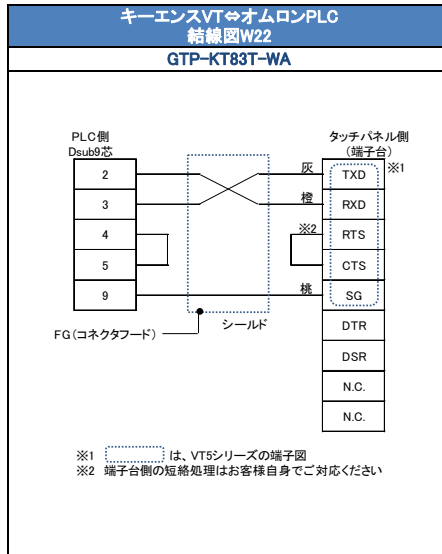 キーエンスVT⇔オムロンPLC
結線図W22
GTP-KT83T-WA
PLC側
Dsub9芯
タッチパネル側
(端子台)
2
灰
TXD
※1
3
橙
RXD
4
※2
RTS
5
CTS
9
桃
SG
FG(コネクタフード)
シールド
DTR
DSR
N.C.
N.C.
※1 は、VT5シリーズの端子図
※2 端子台側の短絡処理はお客様自身でご対応ください